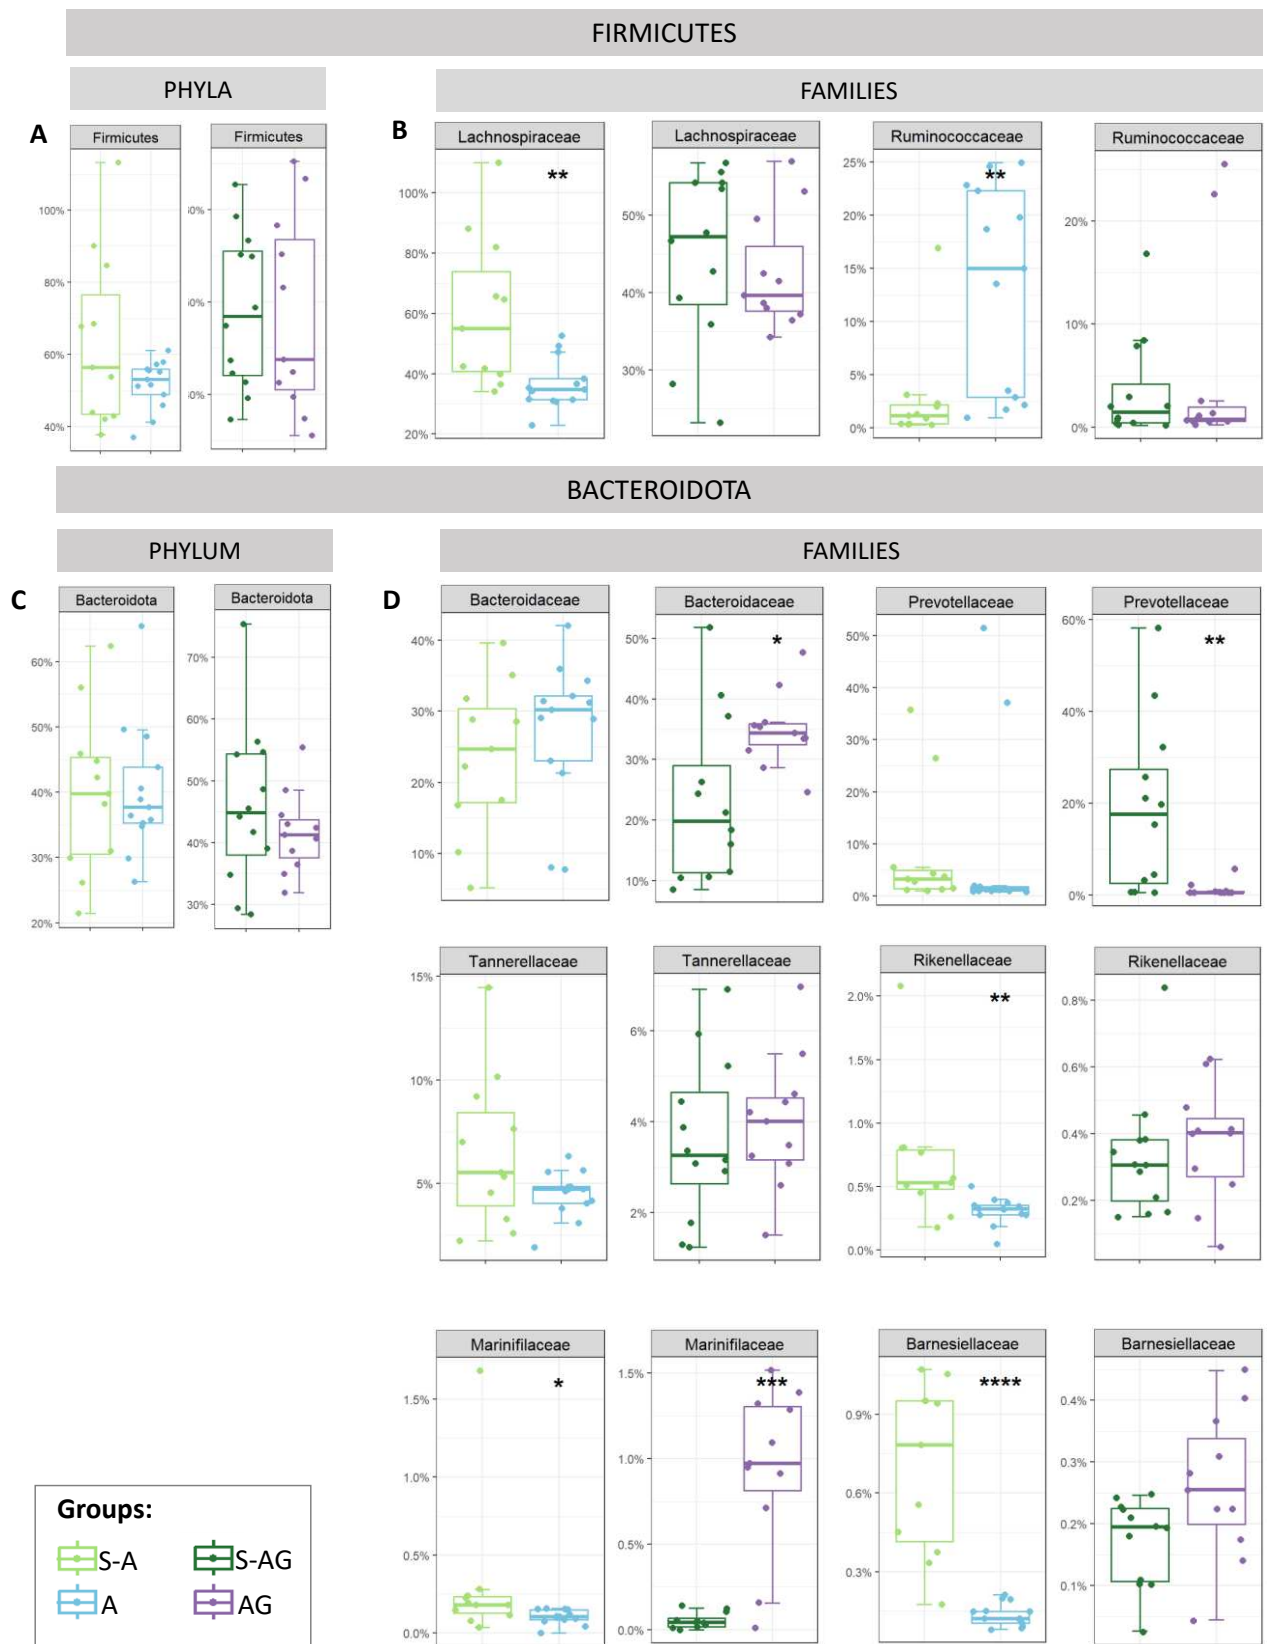 FIRMICUTES
PHYLA
FAMILIES
A
Firmicutes
Firmicutes
B
Lachnospiraceae
Lachnospiraceae
Ruminococcaceae
Ruminococcaceae
100%
80%
60%
40%
100%
80%
60%
40%
20%
**
50%
40%
30%
25%
20%
15%
10%
5%
0%
**
20%
10%
0%
BACTEROIDOTA
PHYLUM
FAMILIES
C
Bacteroidota
Bacteroidota
D
Bacteroidaceae
Bacteroidaceae
Prevotellaceae
Prevotellaceae
60%
50%
40%
30%
20%
70%
60%
50%
40%
30%
40%
30%
20%
10%
50%
40%
30%
20%
10%
*
50%
40%
30%
20%
10%
0%
60%
40%
20%
0%
**
Tannerellaceae
Tannerellaceae
Rikenellaceae
Rikenellaceae
15%
10%
5%
6%
4%
2%
2.0%
1.5%
1.0%
0.5%
0.0%
**
0.8%
0.6%
0.4%
0.2%
Marinifilaceae
Marinifilaceae
Barnesiellaceae
Barnesiellaceae
1.5%
1.0%
0.5%
0.0%
*
1.5%
1.0%
0.5%
0.0%
***
0.9%
0.6%
0.3%
****
0.4%
0.3%
0.2%
0.1%
Groups:
S-A
S-AG
A
AG